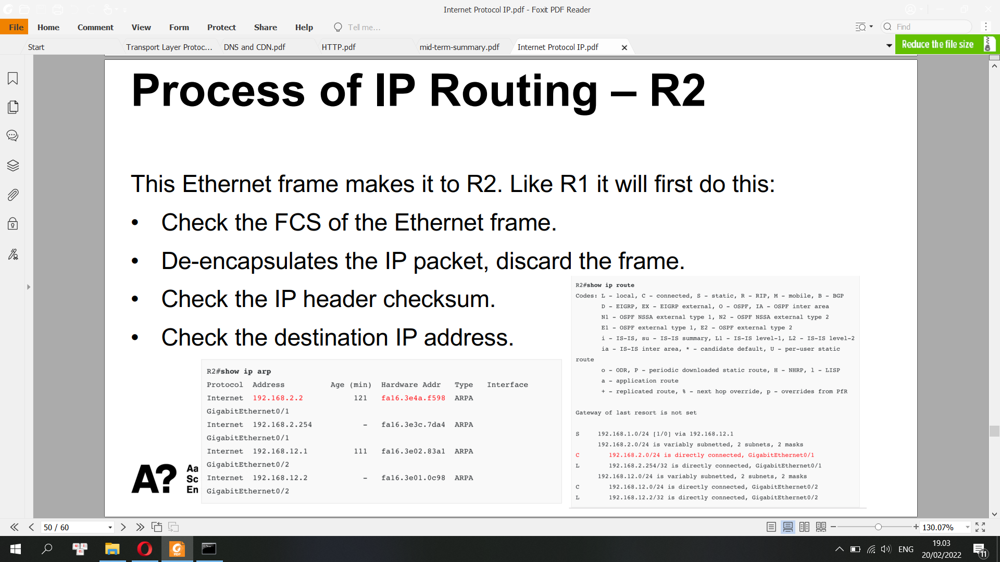 Internet Protocol IP.pdf - Foxit PDF Reader
File Home Comment View Form Protect Share Help Tell me... Find
Start Transport Layer Protoc... DNS and CDN.pdf HTTP.pdf mid-term-summary.pdf Internet Protocol IP.pdf Reduce the file size
Process of IP Routing – R2
This Ethernet frame makes it to R2. Like R1 it will first do this:
• Check the FCS of the Ethernet frame.
• De-encapsulates the IP packet, discard the frame.
• Check the IP header checksum.
• Check the destination IP address.
R2#show ip arp
Protocol Address Age (min) Hardware Addr Type Interface
Internet 192.168.2.2 121 fa16.3e4a.f598 ARPA
GigabitEthernet0/1
Internet 192.168.2.254 - fa16.3e3c.7da4 ARPA
GigabitEthernet0/1
Internet 192.168.12.1 111 fa16.3e02.83a1 ARPA
GigabitEthernet0/2
Internet 192.168.12.2 - fa16.3e01.0c98 ARPA
GigabitEthernet0/2
R2#show ip route
Codes: L - local, C - connected, S - static, R - RIP, M - mobile, B - BGP
D - EIGRP, EX - EIGRP external, O - OSPF, IA - OSPF inter area
N1 - OSPF NSSA external type 1, N2 - OSPF NSSA external type 2
E1 - OSPF external type 1, E2 - OSPF external type 2
i - IS-IS, su - IS-IS summary, L1 - IS-IS level-1, L2 - IS-IS level-2
ia - IS-IS inter area, * - candidate default, U - per-user static
route
o - ODR, P - periodic downloaded static route, H - NHRP, l - LISP
a - application route
+ - replicated route, % - next hop override, p - overrides from PfR
Gateway of last resort is not set
S 192.168.1.0/24 [1/0] via 192.168.12.1
192.168.2.0/24 is variably subnetted, 2 subnets, 2 masks
C 192.168.2.0/24 is directly connected, GigabitEthernet0/1
L 192.168.2.254/32 is directly connected, GigabitEthernet0/1
192.168.12.0/24 is variably subnetted, 2 subnets, 2 masks
C 192.168.12.0/24 is directly connected, GigabitEthernet0/2
L 192.168.12.2/32 is directly connected, GigabitEthernet0/2
A?
Aa
Sc
En
50 / 60
130.07%
19.03
ENG
20/02/2022
11